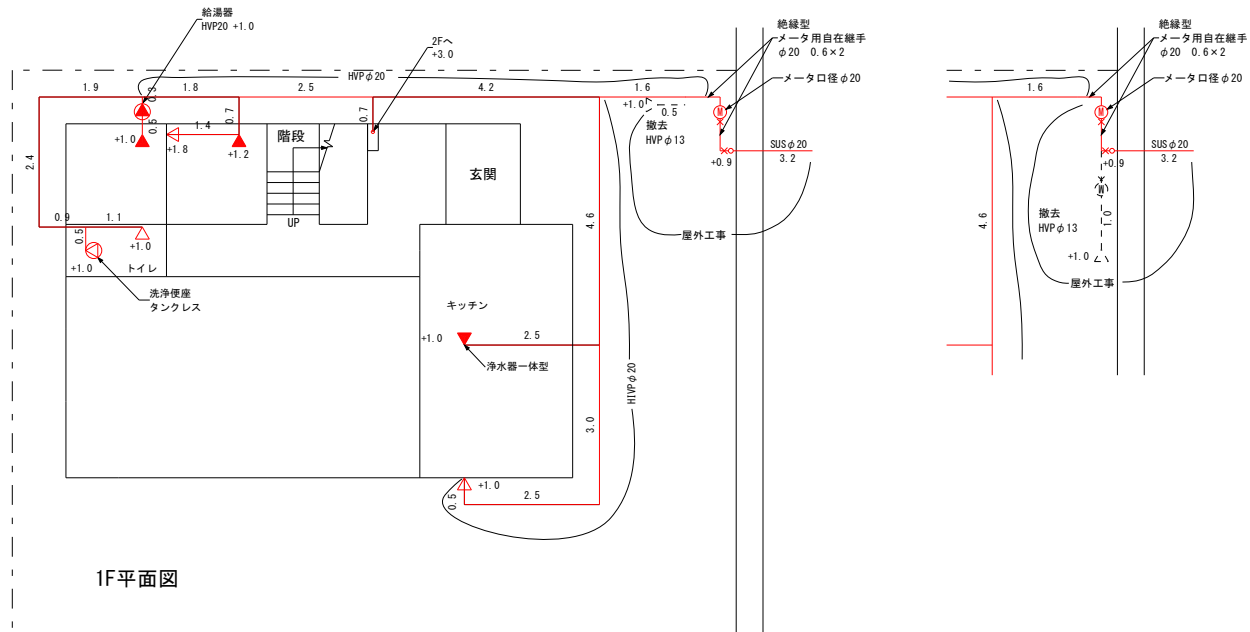 給湯器
HVP20 +1.0
2Fへ
+3.0
絶縁型
メータ用自在継手
φ20 0.6×2
メータ口径φ20
HVPφ20
1.9
0.3
1.8
2.5
4.2
1.6
0.5
+1.0
1.4
+1.8
0.7
+1.2
階段
UP
0.7
玄関
+1.0
0.5
撤去
HVPφ13
+0.9
SUSφ20
3.2
屋外工事
2.4
0.9
1.1
0.5
+1.0
+1.0
トイレ
洗浄便座
タンクレス
4.6
キッチン
+1.0
2.5
浄水器一体型
HIVPφ20
3.0
+1.0
0.5
2.5
1F平面図
絶縁型
メータ用自在継手
φ20 0.6×2
メータ口径φ20
1.6
M
M
SUSφ20
3.2
+0.9
M
撤去
HVPφ13
1.0
+1.0
屋外工事
4.6